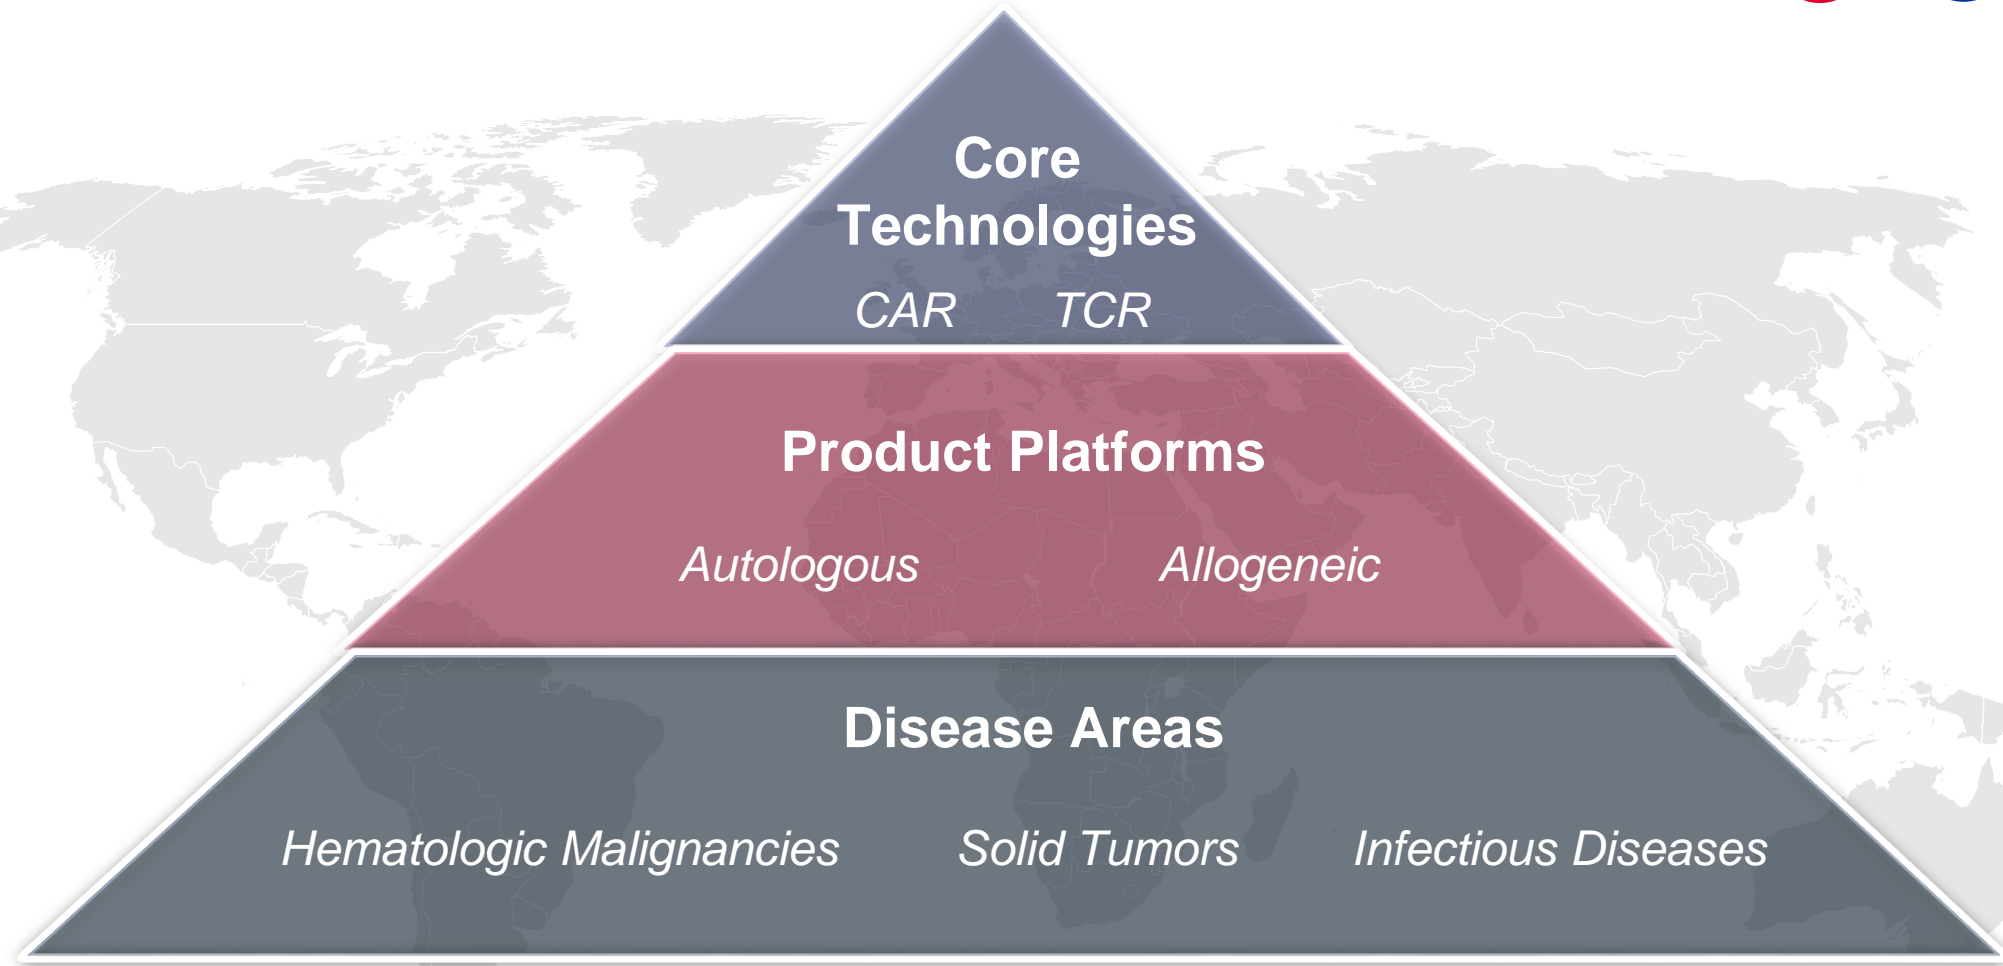 Core
Technologies
CAR TCR
Product Platforms
Autologous Allogeneic
Disease Areas
Hematologic Malignancies Solid Tumors Infectious Diseases